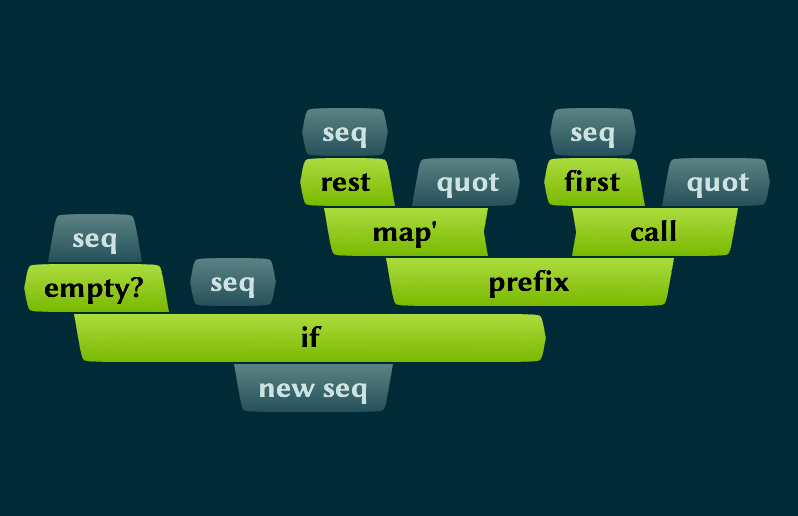 seq seq
rest quot first quot
seq map' call
empty? seq prefix
if
new seq